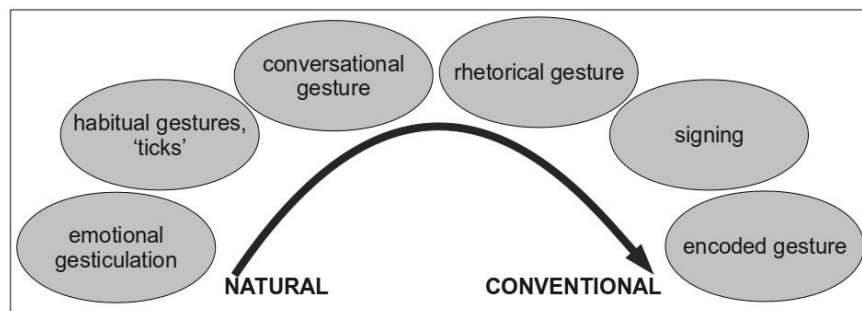 emotional
gesticulation
habitual gestures,
‘ticks’
conversational
gesture
rhetorical gesture
signing
encoded gesture
NATURAL
CONVENTIONAL